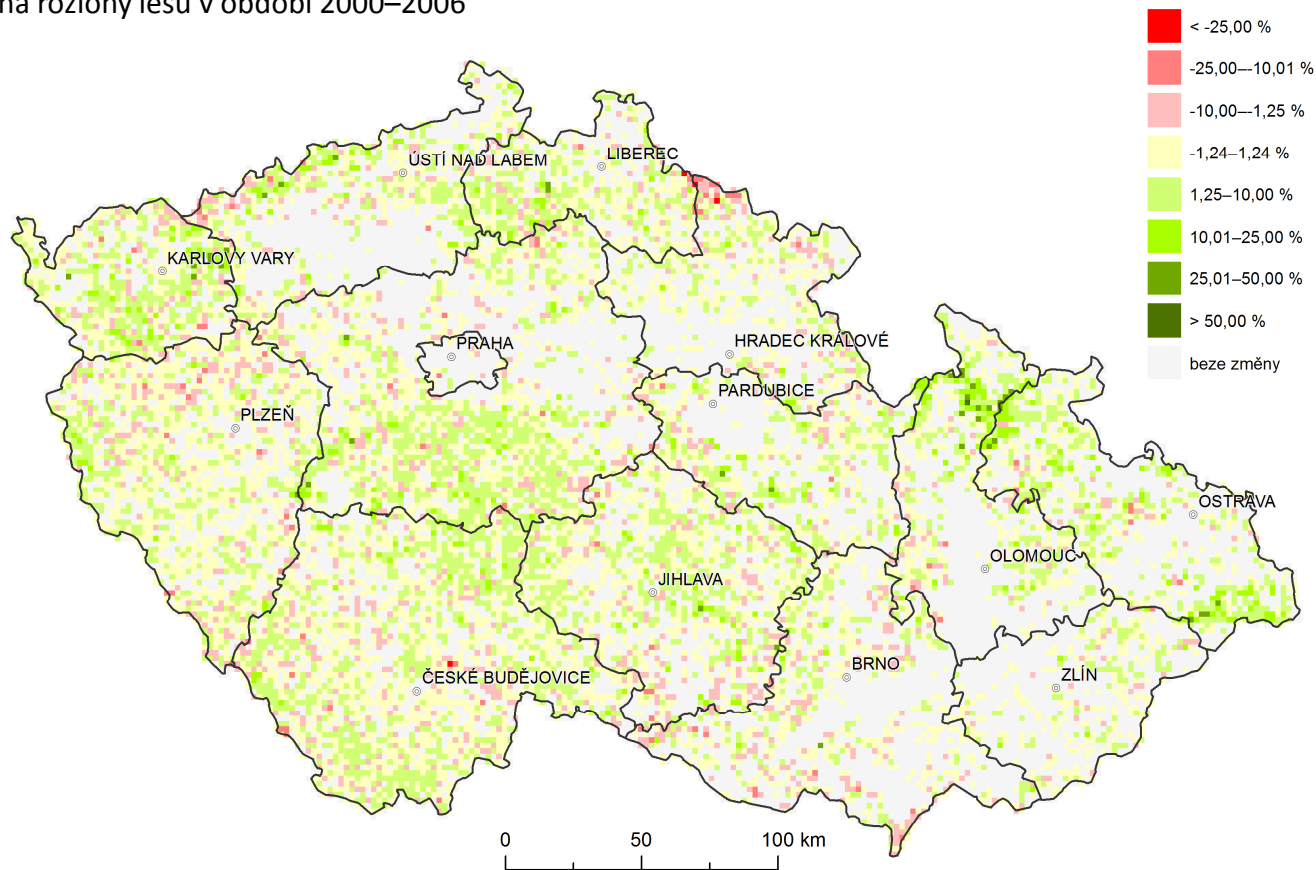 na rozlohy lesů v období 2000–2006
< -25,00 %
-25,00–-10,01 %
-10,00–-1,25 %
-1,24–1,24 %
1,25–10,00 %
10,01–25,00 %
25,01–50,00 %
> 50,00 %
beze změny
ÚSTÍ NAD LABEM
LIBEREC
KARLOVY VARY
PRAHA
HRADEC KRÁLOVÉ
PARDUBICE
PLZEŇ
OSTRAVA
OLOMOUC
JIHLAVA
BRNO
ČESKÉ BUDĚJOVICE
ZLÍN
0 50 100 km